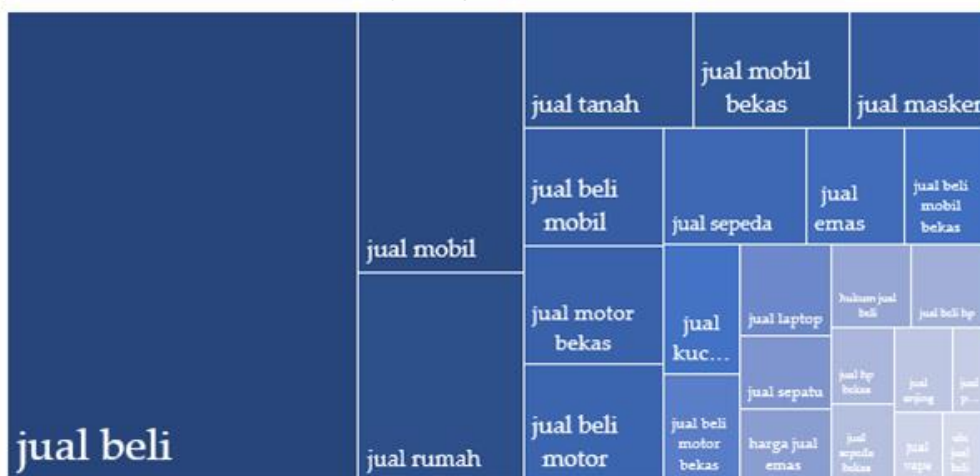 jual beli
jual mobil
jual rumah
jual tanah
jual mobil
bekas
jual masker
jual beli
mobil
jual sepeda
jual
emas
jual beli
mobil
bekas
jual motor
bekas
jual
kuc...
jual laptop
hukum jual
beli
jual beli hp
jual sepatu
jual hp
bekas
jual
anjing
jual
p...
jual beli
motor
jual beli
motor
bekas
harga jual
emas
jual
sepeda
bekas
jual
vape
jual